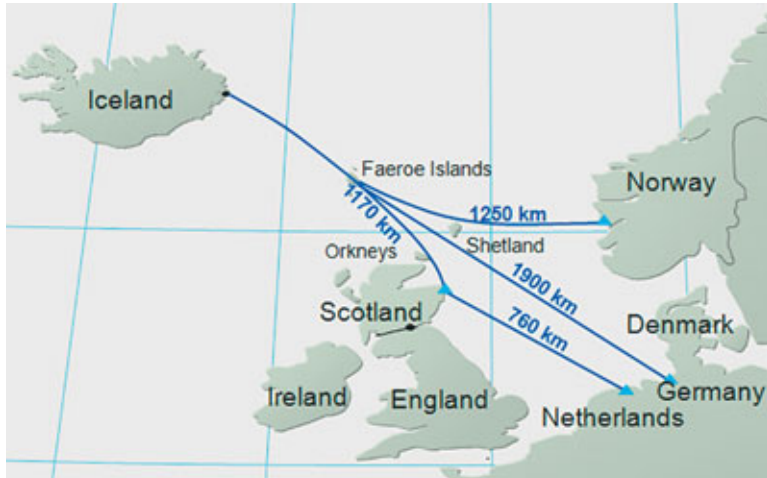 Iceland
Faeroe Islands
Norway
1170 km
1250 km
Orkneys
Shetland
1900 km
Scotland
760 km
Denmark
Ireland
England
Germany
Netherlands